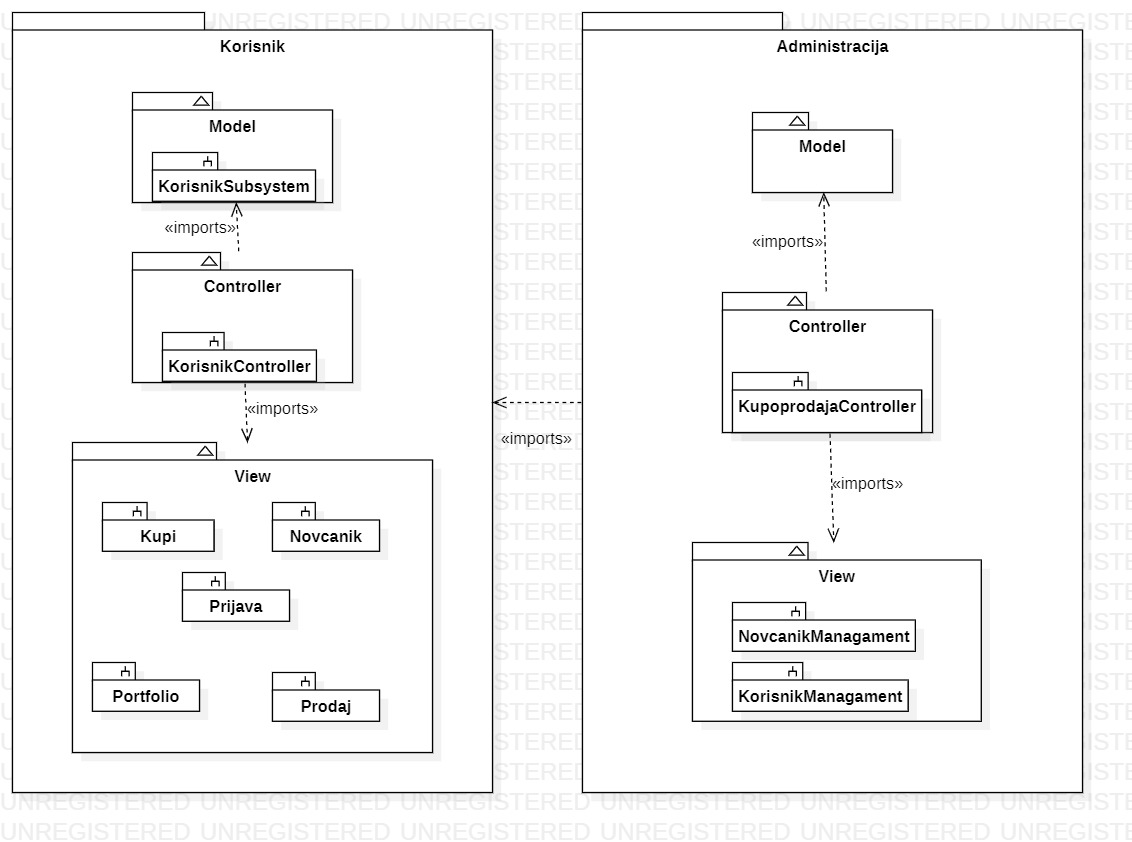 Korisnik
Model
KorisnikSubsystem
«imports»
Controller
KorisnikController
«imports»
View
Kupi
Novcanik
Prijava
Portfolio
Prodaj
«imports»
Administracija
Model
«imports»
Controller
KupoprodajaController
«imports»
View
NovcanikManagament
KorisnikManagament
UNREGISTERED UNREGISTERED UNREGISTERED UNREGISTERED UNREGISTERED